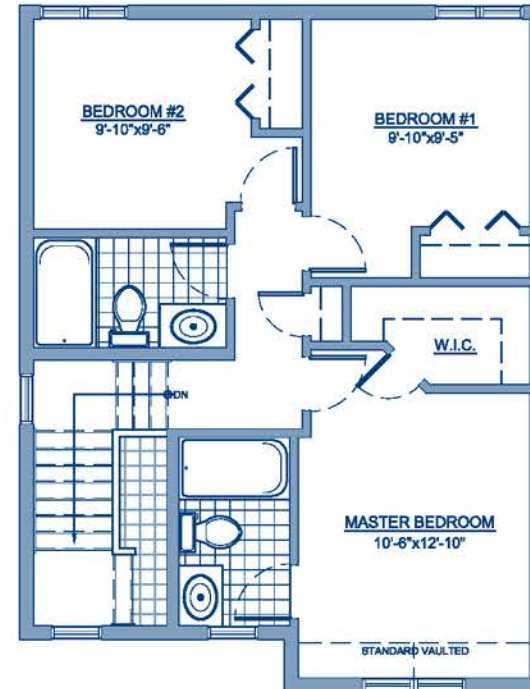 BEDROOM #2
9'-10"x9'-6"
BEDROOM #1
9'-10"x9'-5"
W.I.C.
DN
MASTER BEDROOM
10'-6"x12'-10"
STANDARD VAULTED